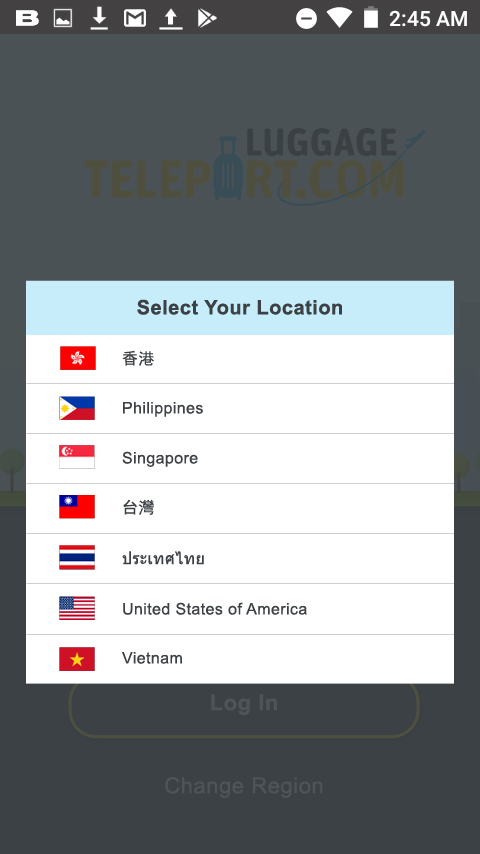 2:45 AM
LUGGAGE
TELEPORT.COM
Select Your Location
香港
Philippines
Singapore
台灣
ประเทศไทย
United States of America
Vietnam
Log In
Change Region